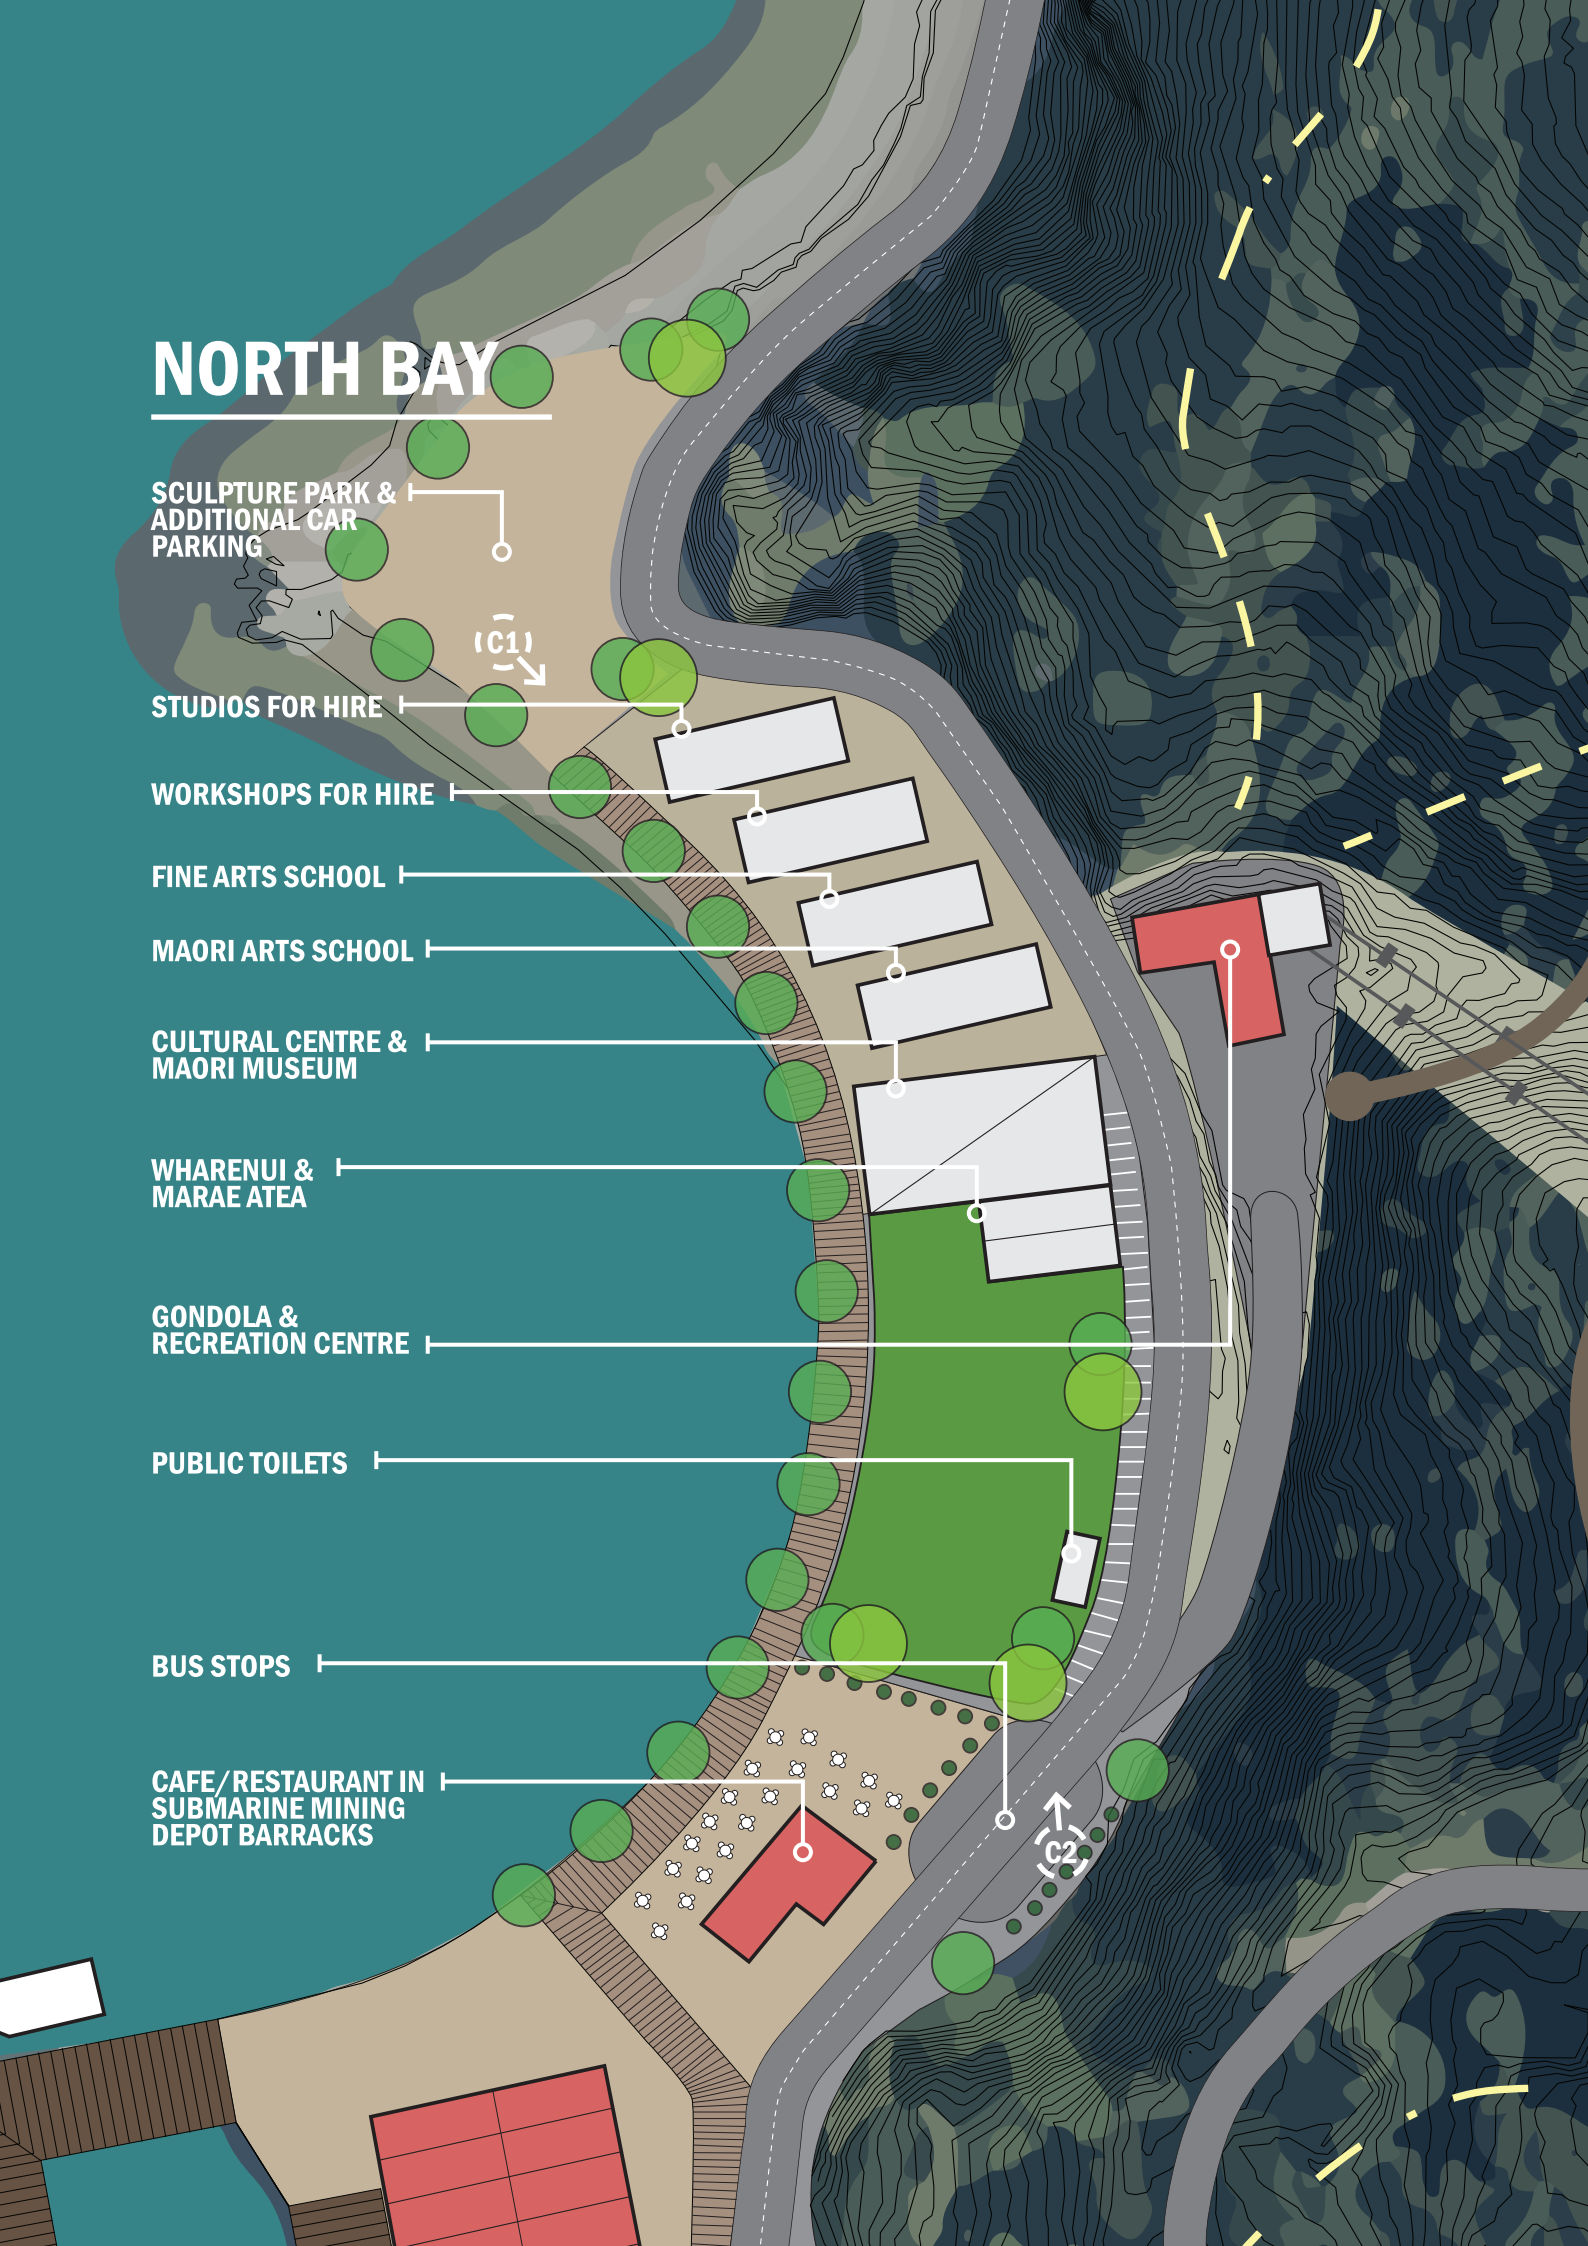 NORTH BAY
SCULPTURE PARK &
ADDITIONAL CAR
PARKING
C1
STUDIOS FOR HIRE
WORKSHOPS FOR HIRE
FINE ARTS SCHOOL
MAORI ARTS SCHOOL
CULTURAL CENTRE &
MAORI MUSEUM
WHARENUI &
MARAE ATEA
GONDOLA &
RECREATION CENTRE
PUBLIC TOILETS
BUS STOPS
CAFE/RESTAURANT IN
SUBMARINE MINING
DEPOT BARRACKS
C2